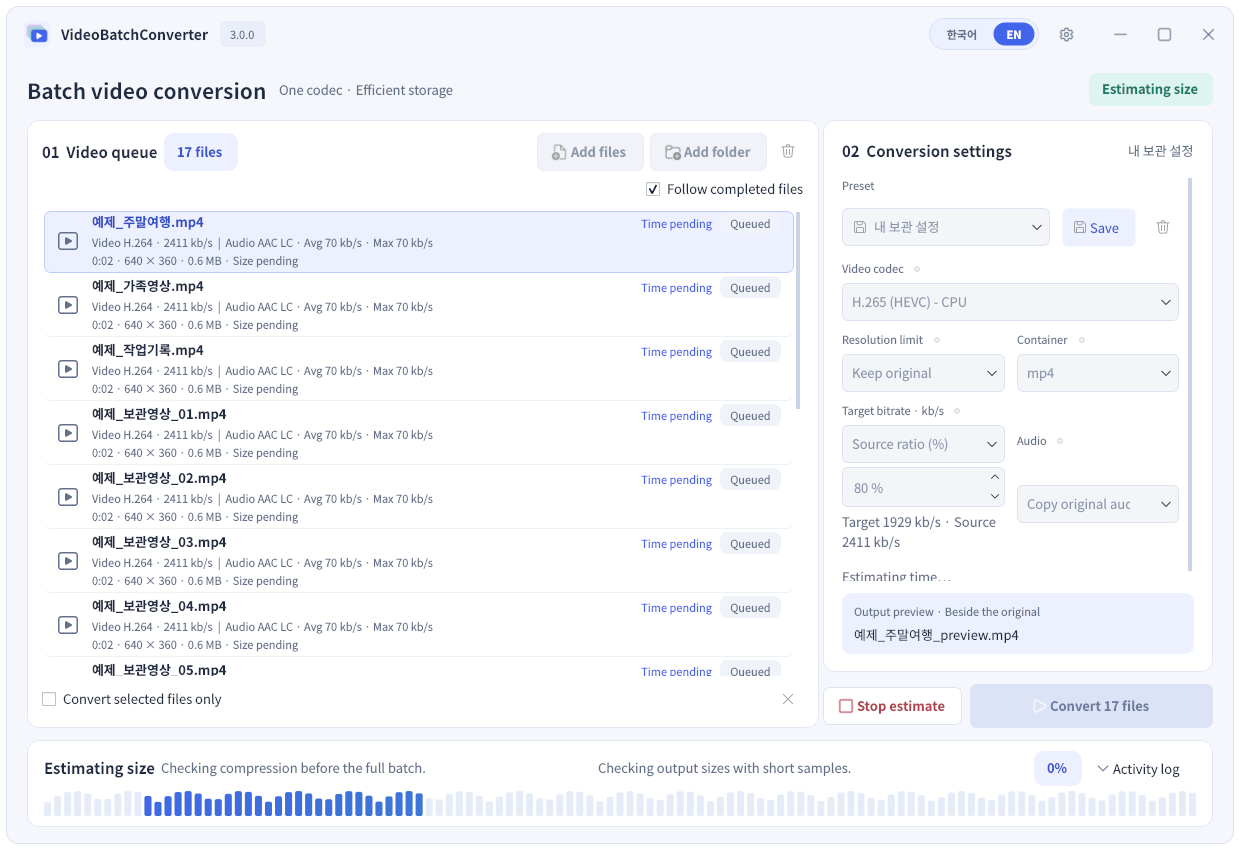 VideoBatchConverter 3.0.0 한국어 EN
Batch video conversion One codec · Efficient storage Estimating size
01 Video queue 17 files Add files Add folder
Follow completed files
예제_주말여행.mp4 Time pending Queued
Video H.264 · 2411 kb/s | Audio AAC LC · Avg 70 kb/s · Max 70 kb/s
0:02 · 640 × 360 · 0.6 MB · Size pending
예제_가족영상.mp4 Time pending Queued
Video H.264 · 2411 kb/s | Audio AAC LC · Avg 70 kb/s · Max 70 kb/s
0:02 · 640 × 360 · 0.6 MB · Size pending
예제_작업기록.mp4 Time pending Queued
Video H.264 · 2411 kb/s | Audio AAC LC · Avg 70 kb/s · Max 70 kb/s
0:02 · 640 × 360 · 0.6 MB · Size pending
예제_보관영상_01.mp4 Time pending Queued
Video H.264 · 2411 kb/s | Audio AAC LC · Avg 70 kb/s · Max 70 kb/s
0:02 · 640 × 360 · 0.6 MB · Size pending
예제_보관영상_02.mp4 Time pending Queued
Video H.264 · 2411 kb/s | Audio AAC LC · Avg 70 kb/s · Max 70 kb/s
0:02 · 640 × 360 · 0.6 MB · Size pending
예제_보관영상_03.mp4 Time pending Queued
Video H.264 · 2411 kb/s | Audio AAC LC · Avg 70 kb/s · Max 70 kb/s
0:02 · 640 × 360 · 0.6 MB · Size pending
예제_보관영상_04.mp4 Time pending Queued
Video H.264 · 2411 kb/s | Audio AAC LC · Avg 70 kb/s · Max 70 kb/s
0:02 · 640 × 360 · 0.6 MB · Size pending
예제_보관영상_05.mp4 Time pending Queued
Convert selected files only
02 Conversion settings 내 보관 설정
Preset
내 보관 설정 Save
Video codec
H.265 (HEVC) - CPU
Resolution limit Container
Keep original mp4
Target bitrate · kb/s
Source ratio (%) Audio
80 % Copy original auc
Target 1929 kb/s · Source
2411 kb/s
Estimating time…
Output preview · Beside the original
예제_주말여행_preview.mp4
Stop estimate Convert 17 files
Estimating size Checking compression before the full batch. Checking output sizes with short samples. 0% Activity log